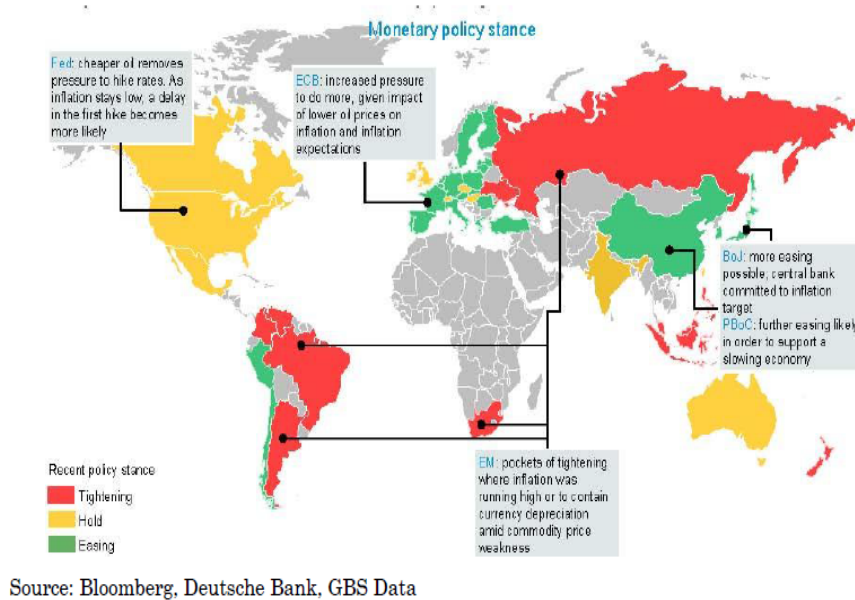 Monetary policy stance
Fed: cheaper oil removes
pressure to hike rates. As
inflation stays low, a delay
in the first hike becomes
more likely
ECB: increased pressure
to do more, given impact
of lower oil prices on
inflation and inflation
expectations
BoJ: more easing
possible, central bank
committed to inflation
target
PBoC: further easing likely
in order to support a
slowing economy
EM: pockets of tightening
where inflation was
running high or to contain
currency depreciation
amid commodity price
weakness
Recent policy stance
Tightening
Hold
Easing
Source: Bloomberg, Deutsche Bank, GBS Data